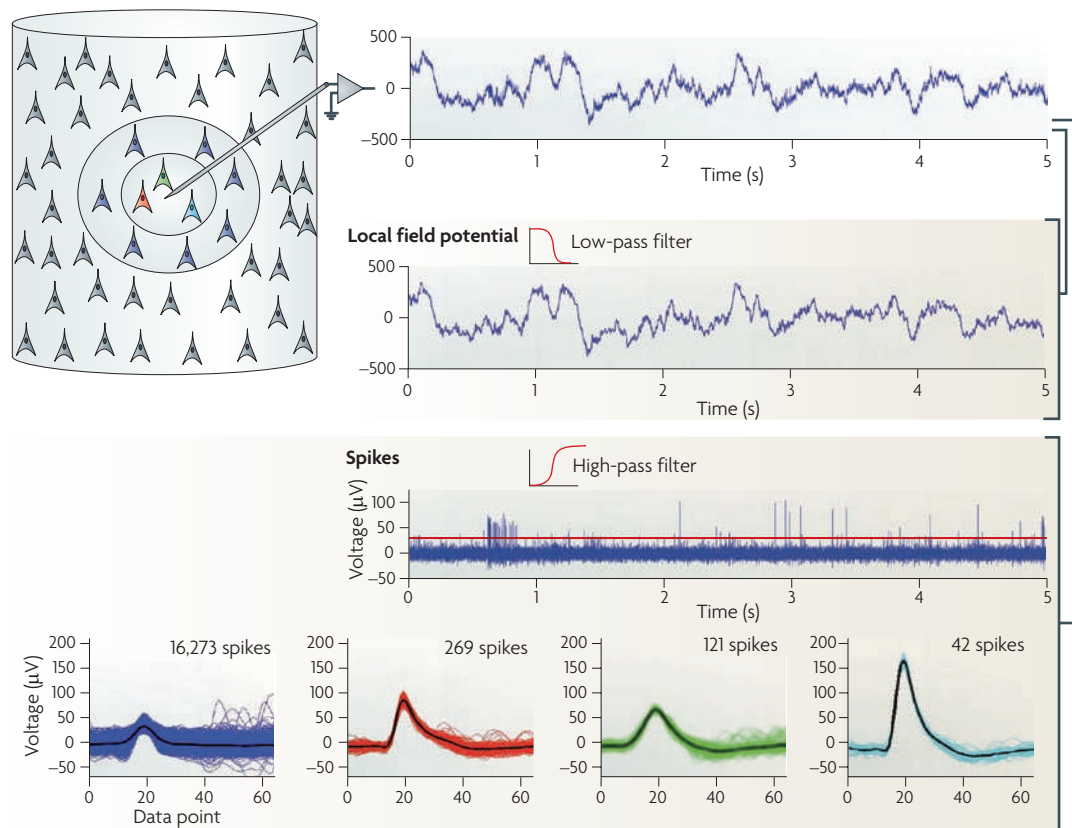 500
0
−500
0 1 2 3 4 5
Time (s)
Local field potential
Low-pass filter
500
0
−500
0 1 2 3 4 5
Time (s)
Spikes
High-pass filter
Voltage (µV)
100
50
0
−50
0 1 2 3 4 5
Time (s)
16,273 spikes
Voltage (µV)
200
150
100
50
0
−50
0 20 40 60
Data point
269 spikes
200
150
100
50
0
−50
0 20 40 60
121 spikes
200
150
100
50
0
−50
0 20 40 60
42 spikes
200
150
100
50
0
−50
0 20 40 60